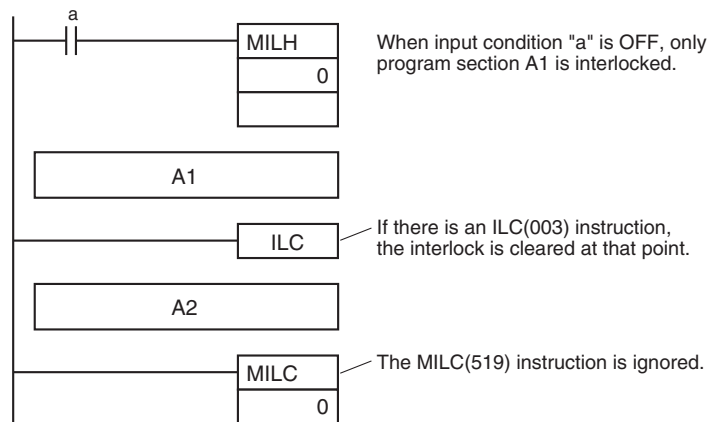 a
MILH
0
When input condition "a" is OFF, only
program section A1 is interlocked.
A1
ILC
If there is an ILC(003) instruction,
the interlock is cleared at that point.
A2
MILC
0
The MILC(519) instruction is ignored.